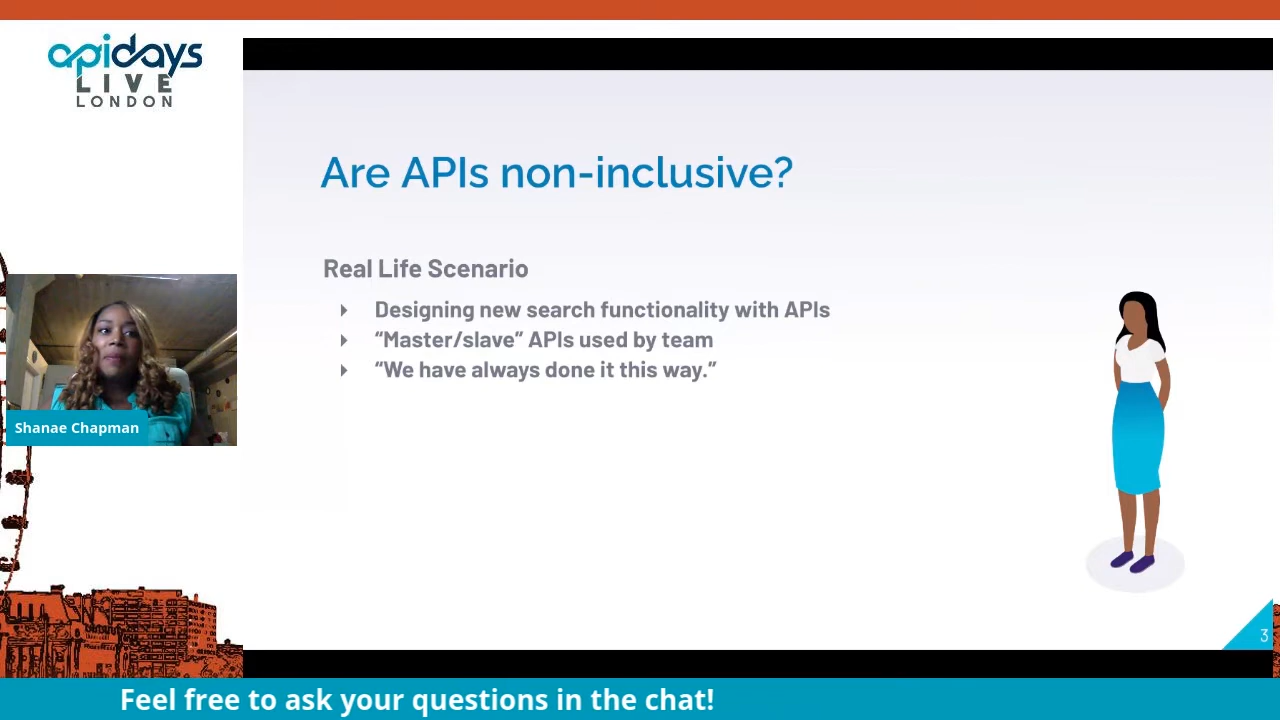 apidays
LIVE
LONDON
Are APIs non-inclusive?
Real Life Scenario
Designing new search functionality with APIs
“Master/slave” APIs used by team
“We have always done it this way.”
Shanae Chapman
3
Feel free to ask your questions in the chat!